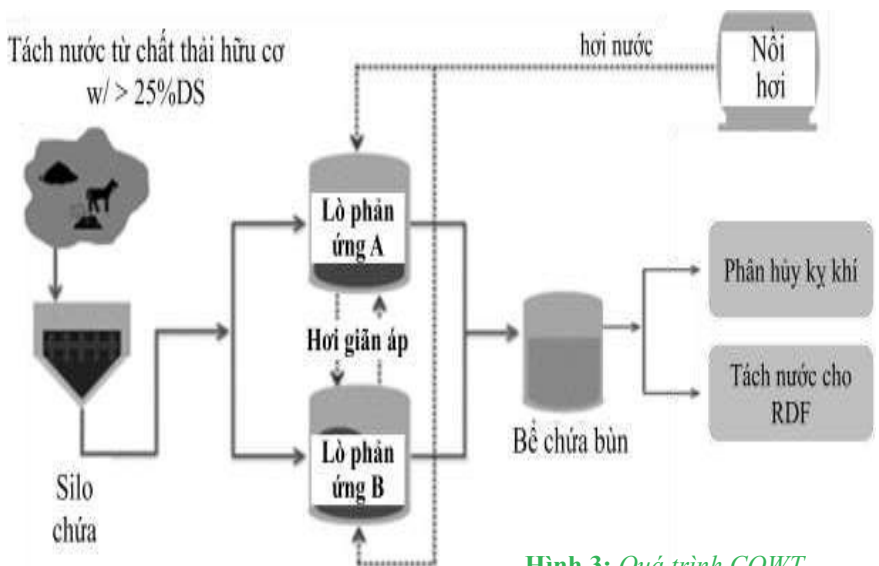 Tách nước từ chất thải hữu cơ
w/ > 25%DS
hơi nước
Nồi
hơi
Lò phản
ứng A
Hơi giãn áp
Lò phản
ứng B
Silo
chứa
Bể chứa bùn
Phân hủy kỵ khí
Tách nước cho
RDF
Hình 3: Quá trình COWT